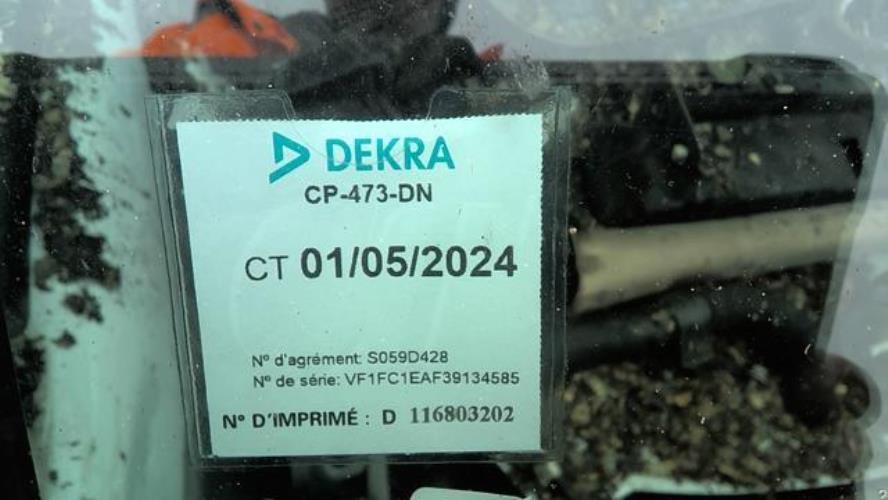 DEKRA
CP-473-DN
CT 01/05/2024
N° d'agrément: S059D428
N° de série: VF1FC1EAF39134585
N° D'IMPRIMÉ : D 116803202